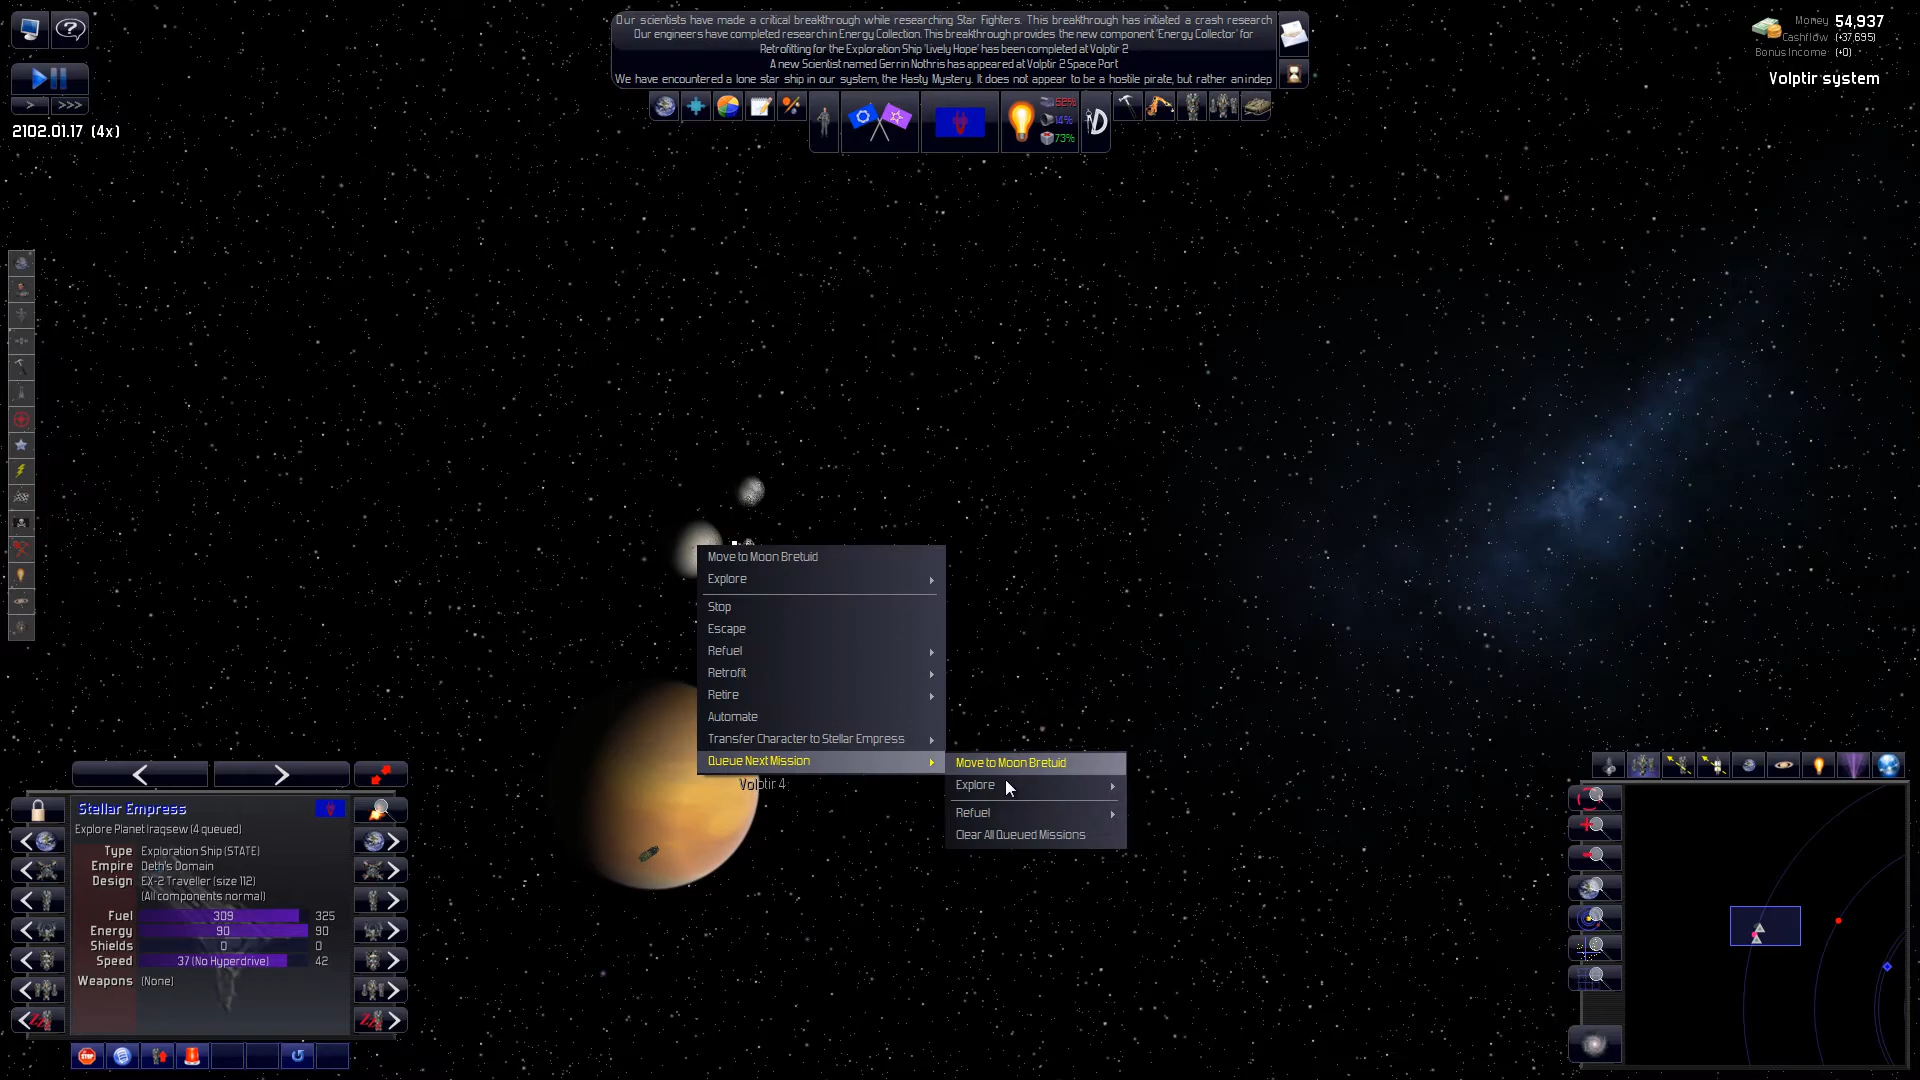 Our scientists have made a critical breakthrough while researching Star Fighters. This breakthrough has initiated a crash research
Our engineers have completed research in Energy Collection. This breakthrough provides the new component 'Energy Collector' for
Retrofitting for the Exploration Ship 'Lively Hope' has been completed at Volptir 2
A new Scientist named Gerrin Nothris has appeared at Volptir 2 Space Port
We have encountered a lone star ship in our system, the Hasty Mystery. It does not appear to be a hostile pirate, but rather an indep
Money 54,937
Cashflow (+37,695)
Bonus Income (+0)
Volptir system
2102.01.17 (4x)
52%
14%
73%
Move to Moon Bretuid
Explore
Stop
Escape
Refuel
Retrofit
Retire
Automate
Transfer Character to Stellar Empress
Queue Next Mission
Move to Moon Bretuid
Explore
Refuel
Clear All Queued Missions
Volptir 4
Stellar Empress
Explore Planet Iraqsew (4 queued)
Type Exploration Ship (STATE)
Empire Deth's Domain
Design EX-2 Traveller (size 112)
(All components normal)
Fuel 309 325
Energy 90 90
Shields 0 0
Speed 37 (No Hyperdrive) 42
Weapons (None)
STOP